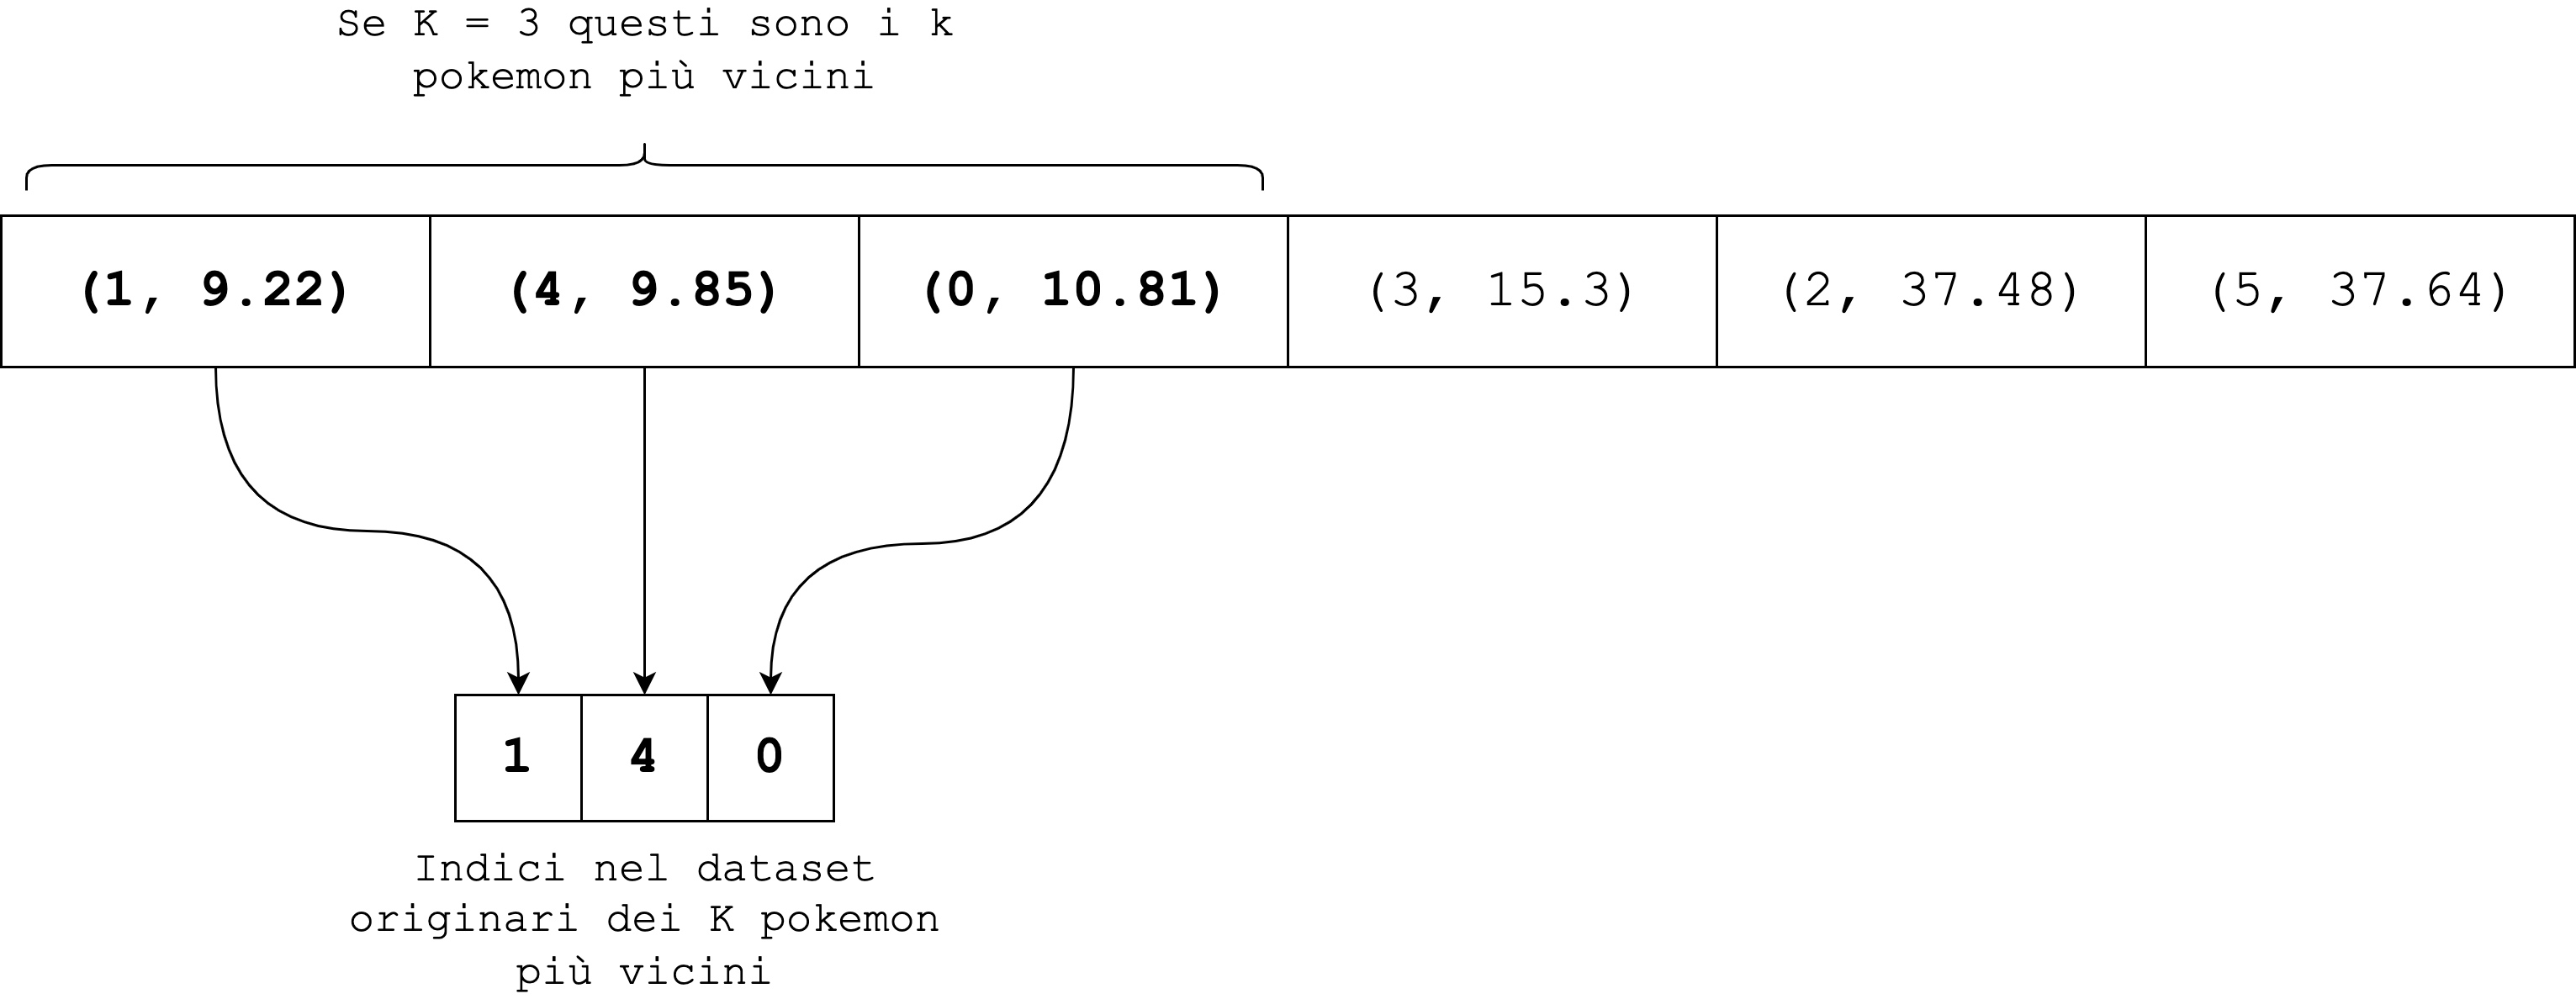 Se K = 3 questi sono i k
pokemon più vicini
(1, 9.22) (4, 9.85) (0, 10.81) (3, 15.3) (2, 37.48) (5, 37.64)
1 4 0
Indici nel dataset
originari dei K pokemon
più vicini